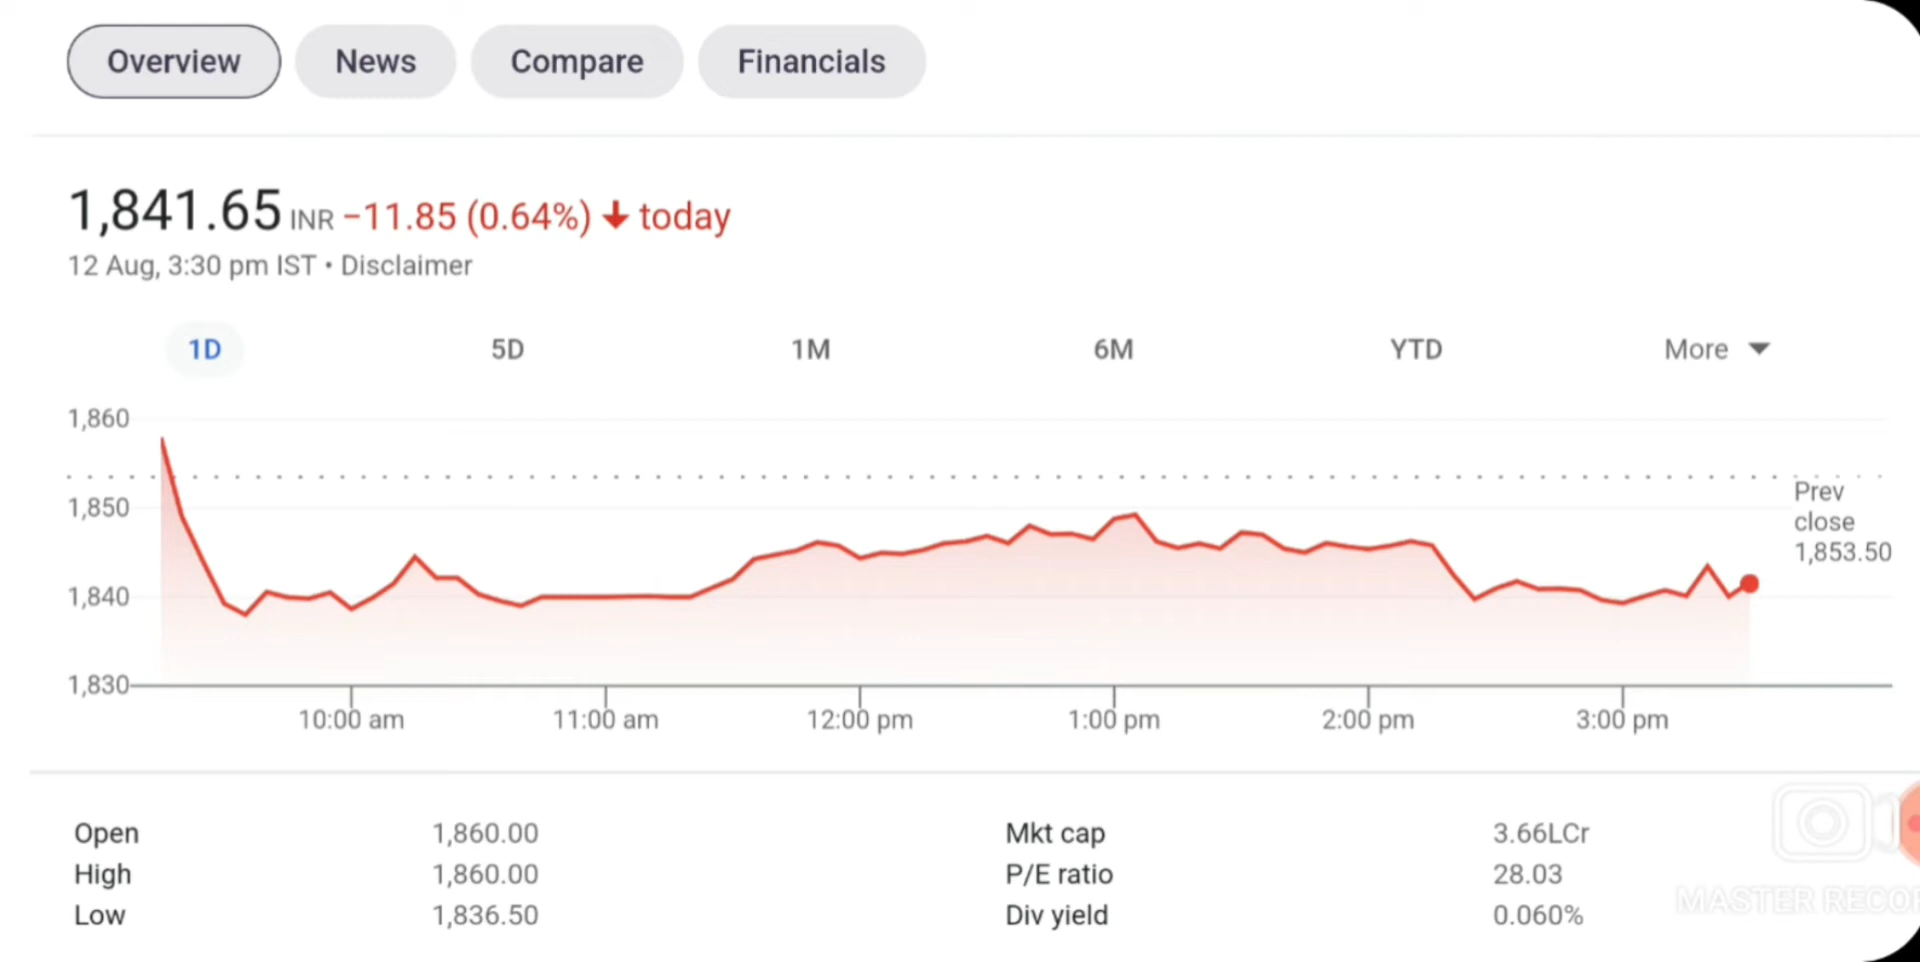 Overview News Compare Financials
1,841.65 INR −11.85 (0.64%) ↓ today
12 Aug, 3:30 pm IST • Disclaimer
1D 5D 1M 6M YTD More
1,860
1,850
1,840
1,830
Prev
close
1,853.50
10:00 am 11:00 am 12:00 pm 1:00 pm 2:00 pm 3:00 pm
Open 1,860.00 Mkt cap 3.66LCr
High 1,860.00 P/E ratio 28.03
Low 1,836.50 Div yield 0.060%
MASTER